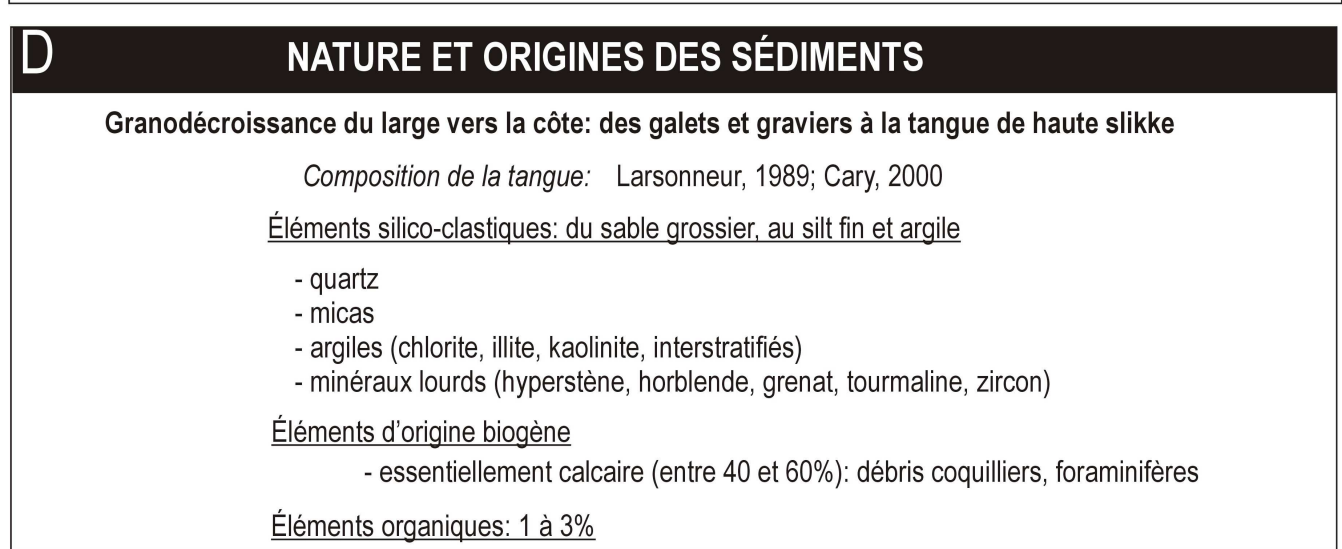 D
NATURE ET ORIGINES DES SÉDIMENTS
Granodécroissance du large vers la côte: des galets et graviers à la tangue de haute slikke
Composition de la tangue: Larsonneur, 1989; Cary, 2000
Éléments silico-clastiques: du sable grossier, au silt fin et argile
- quartz
- micas
- argiles (chlorite, illite, kaolinite, interstratifiés)
- minéraux lourds (hyperstène, horblende, grenat, tourmaline, zircon)
Éléments d'origine biogène
- essentiellement calcaire (entre 40 et 60%): débris coquilliers, foraminifères
Éléments organiques: 1 à 3%